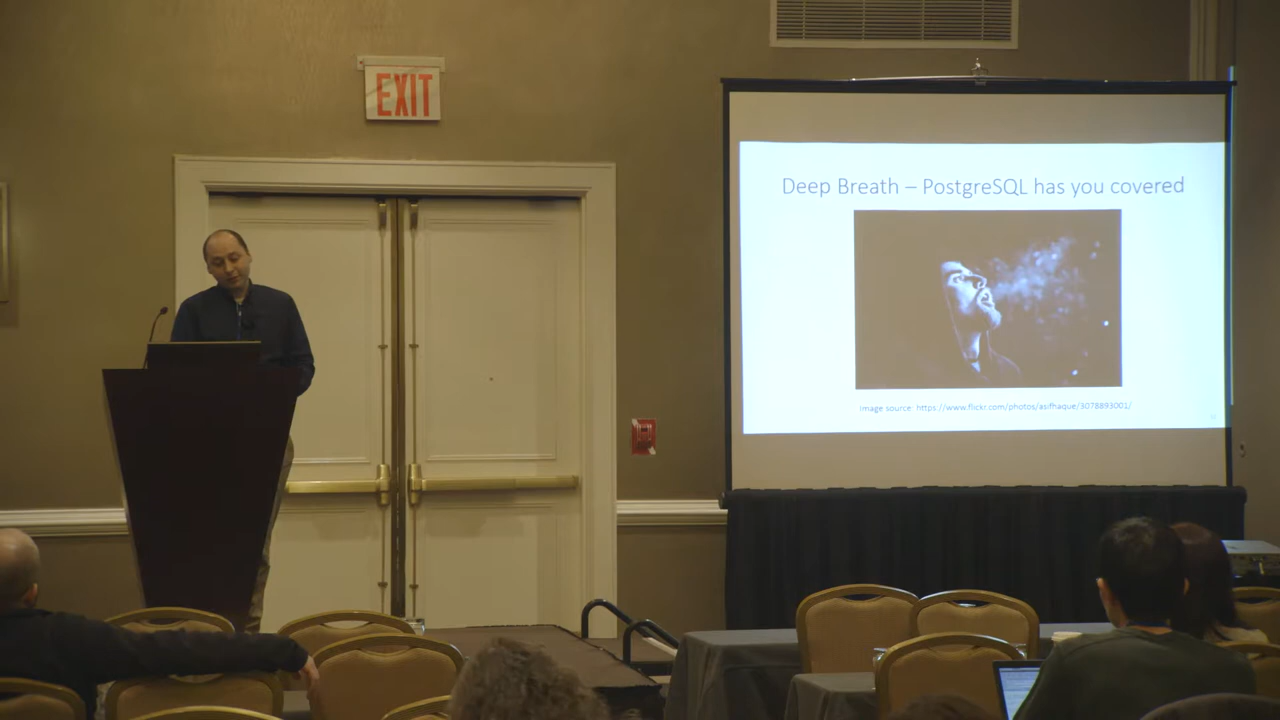 EXIT
Deep Breath – PostgreSQL has you covered
Image source: https://www.flickr.com/photos/asifhaque/3078893001/